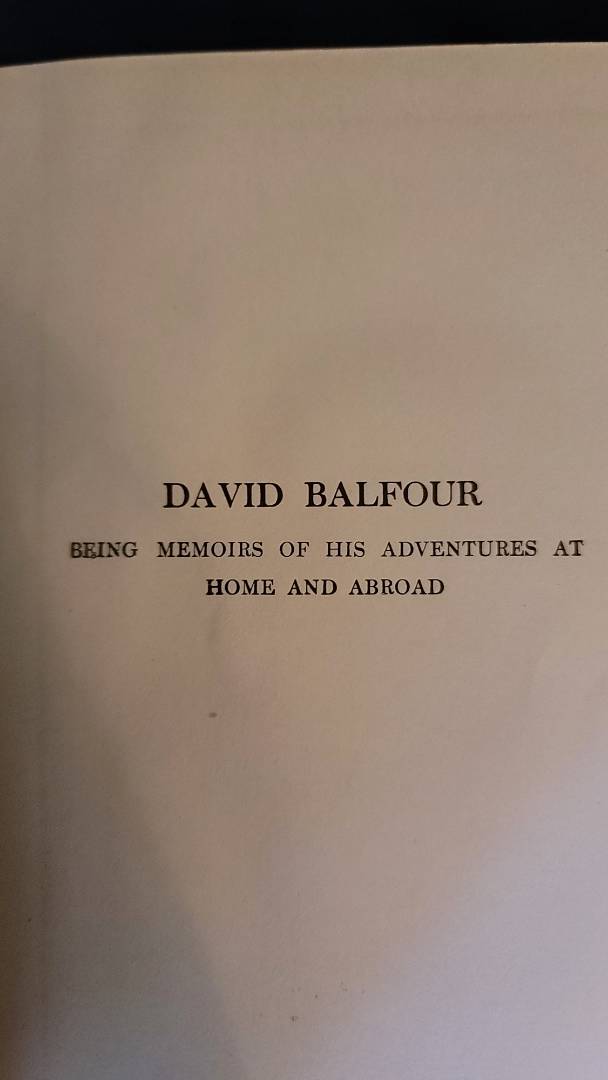 DAVID BALFOUR
BEING MEMOIRS OF HIS ADVENTURES AT
HOME AND ABROAD